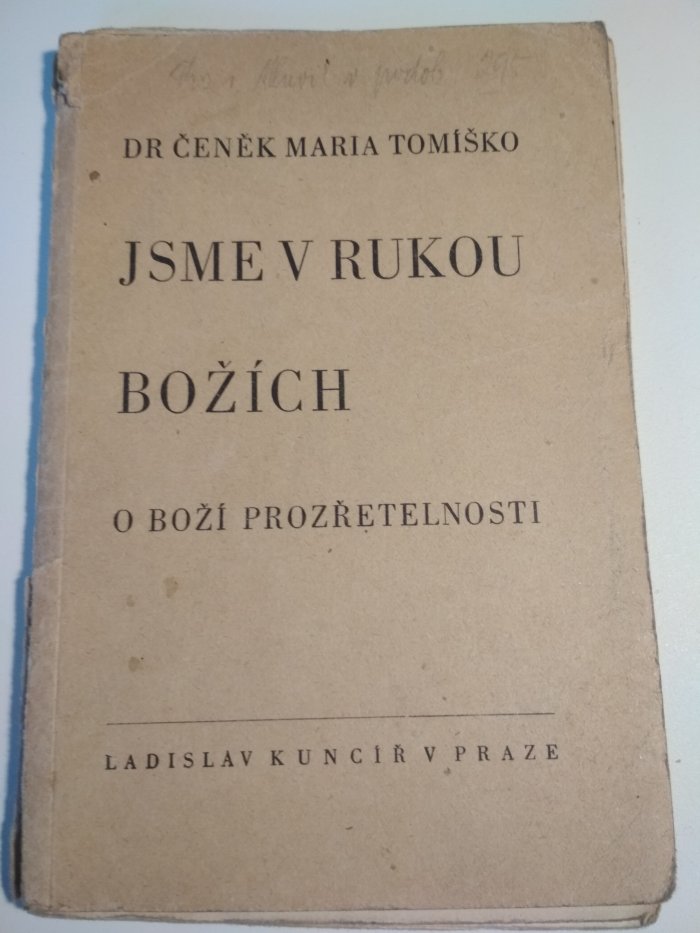 DR ČENĚK MARIA TOMÍŠKO
JSME V RUKOU
BOŽÍCH
O BOŽÍ PROZŘETELNOSTI
LADISLAV KUNCÍŘ V PRAZE